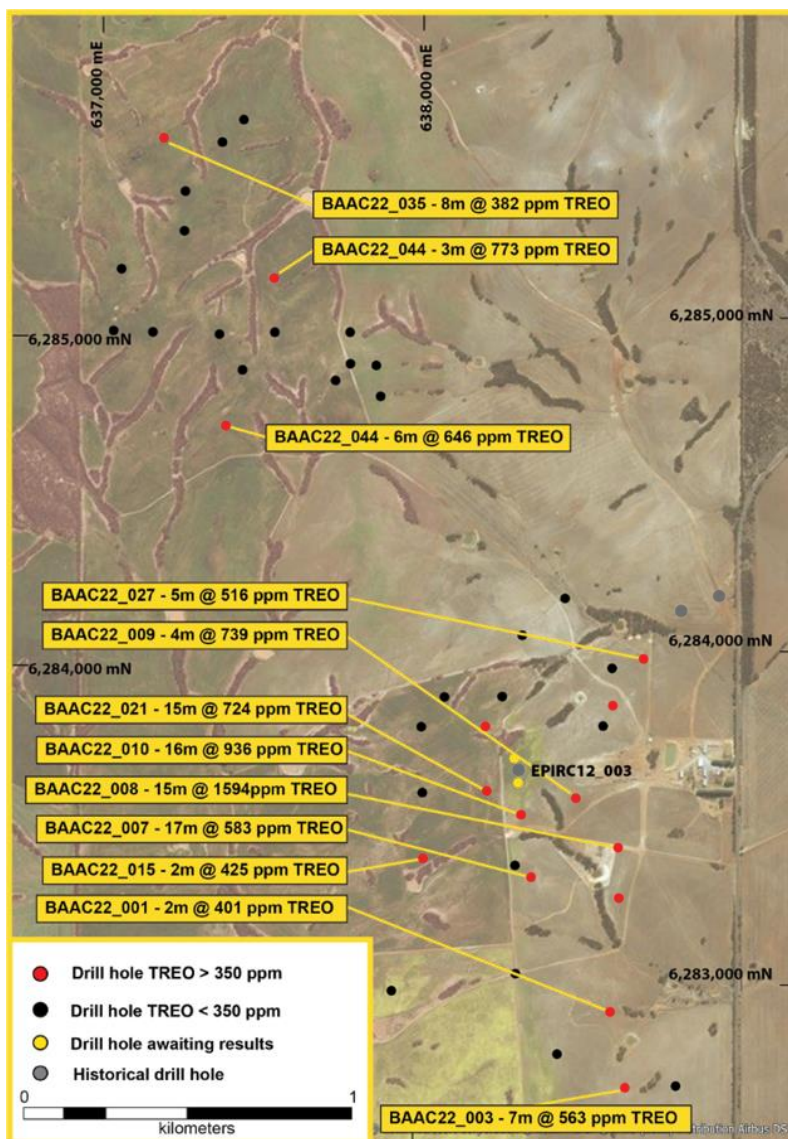 637,000 mE
638,000 mE
BAAC22_035 - 8m @ 382 ppm TREO
BAAC22_044 - 3m @ 773 ppm TREO
6,285,000 mN
6,285,000 mN
BAAC22_044 - 6m @ 646 ppm TREO
BAAC22_027 - 5m @ 516 ppm TREO
BAAC22_009 - 4m @ 739 ppm TREO
6,284,000 mN
6,284,000 mN
BAAC22_021 - 15m @ 724 ppm TREO
BAAC22_010 - 16m @ 936 ppm TREO
EPIRC12_003
BAAC22_008 - 15m @ 1594ppm TREO
BAAC22_007 - 17m @ 583 ppm TREO
BAAC22_015 - 2m @ 425 ppm TREO
BAAC22_001 - 2m @ 401 ppm TREO
6,283,000 mN
Drill hole TREO > 350 ppm
Drill hole TREO < 350 ppm
Drill hole awaiting results
Historical drill hole
0 1
kilometers
BAAC22_003 - 7m @ 563 ppm TREO
Airbus DS